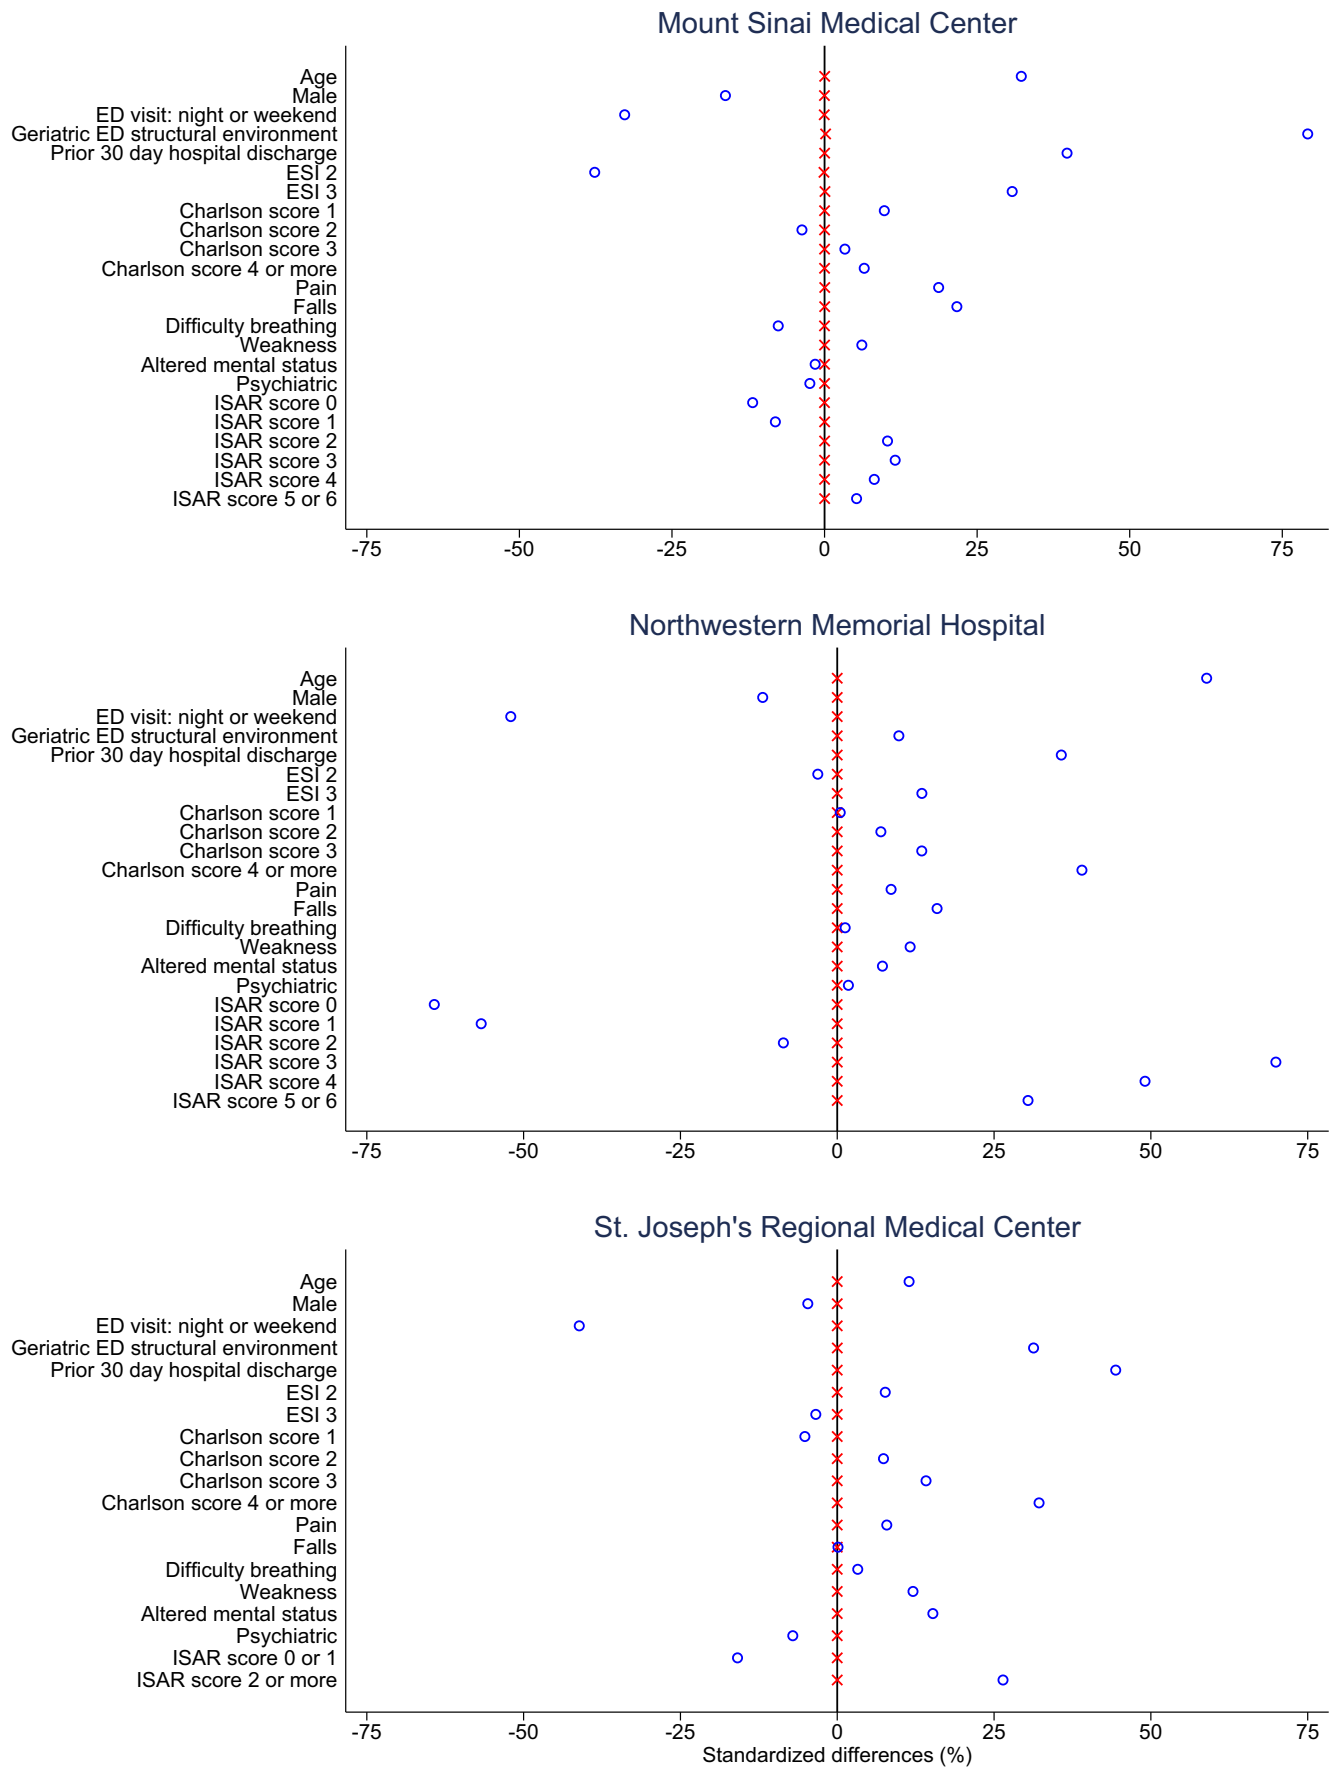 Mount Sinai Medical Center
Age
Male
ED visit: night or weekend
Geriatric ED structural environment
Prior 30 day hospital discharge
ESI 2
ESI 3
Charlson score 1
Charlson score 2
Charlson score 3
Charlson score 4 or more
Pain
Falls
Difficulty breathing
Weakness
Altered mental status
Psychiatric
ISAR score 0
ISAR score 1
ISAR score 2
ISAR score 3
ISAR score 4
ISAR score 5 or 6
-75 -50 -25 0 25 50 75
Northwestern Memorial Hospital
Age
Male
ED visit: night or weekend
Geriatric ED structural environment
Prior 30 day hospital discharge
ESI 2
ESI 3
Charlson score 1
Charlson score 2
Charlson score 3
Charlson score 4 or more
Pain
Falls
Difficulty breathing
Weakness
Altered mental status
Psychiatric
ISAR score 0
ISAR score 1
ISAR score 2
ISAR score 3
ISAR score 4
ISAR score 5 or 6
-75 -50 -25 0 25 50 75
St. Joseph's Regional Medical Center
Age
Male
ED visit: night or weekend
Geriatric ED structural environment
Prior 30 day hospital discharge
ESI 2
ESI 3
Charlson score 1
Charlson score 2
Charlson score 3
Charlson score 4 or more
Pain
Falls
Difficulty breathing
Weakness
Altered mental status
Psychiatric
ISAR score 0 or 1
ISAR score 2 or more
-75 -50 -25 0 25 50 75
Standardized differences (%)